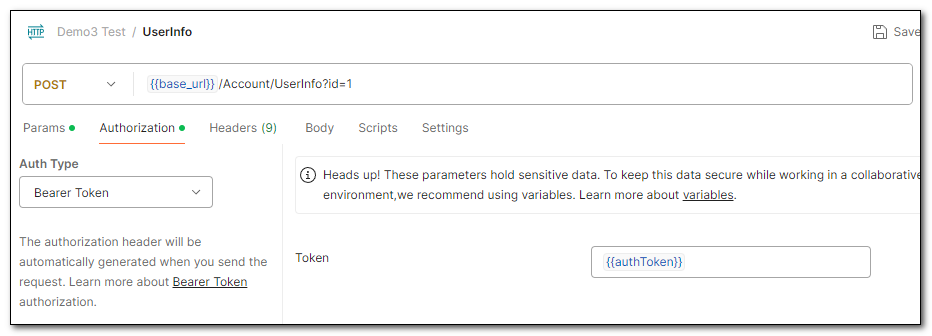 HTTP Demo3 Test / UserInfo Save
POST {{base_url}}/Account/UserInfo?id=1
Params Authorization Headers (9) Body Scripts Settings
Auth Type
Bearer Token
Heads up! These parameters hold sensitive data. To keep this data secure while working in a collaborative
environment,we recommend using variables. Learn more about variables.
The authorization header will be
automatically generated when you send the
request. Learn more about Bearer Token
authorization.
Token {{authToken}}